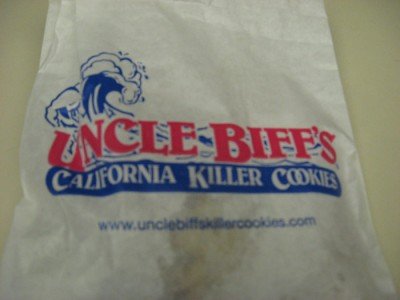 UNCLE BIFF'S
CALIFORNIA KILLER COOKIES
www.unclebiffskillercookies.com